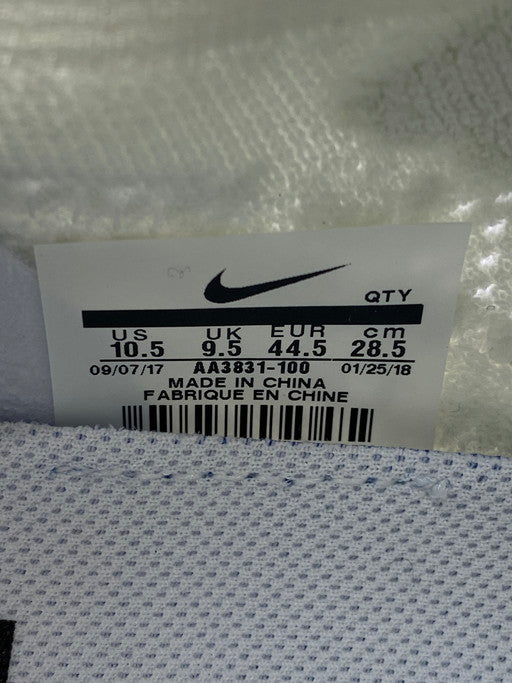 QTY
US UK EUR cm
10.5 9.5 44.5 28.5
09/07/17 AA3831-100 01/25/18
MADE IN CHINA
FABRIQUE EN CHINE